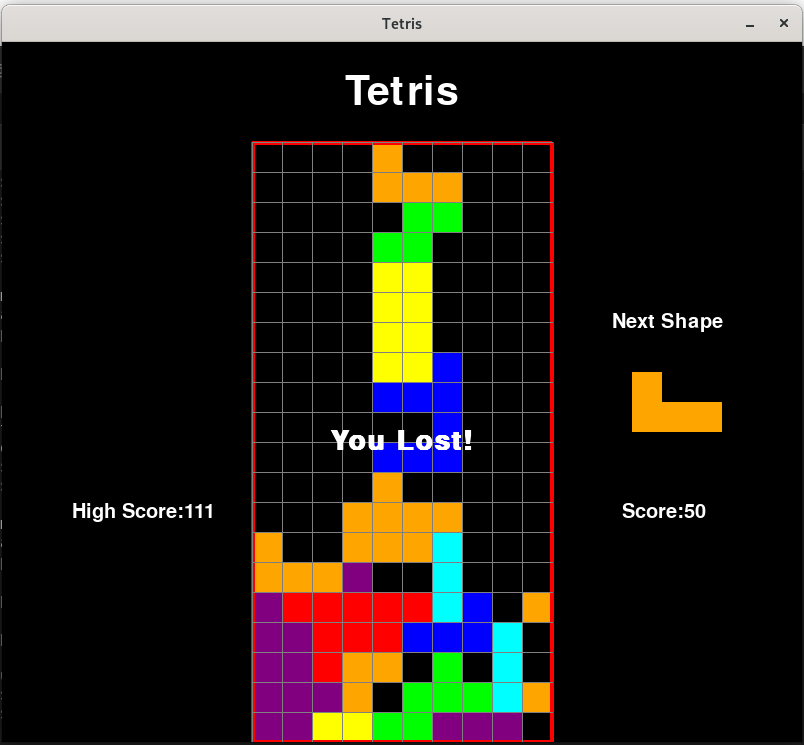 Tetris
Tetris
Next Shape
You Lost!
High Score:111
Score:50